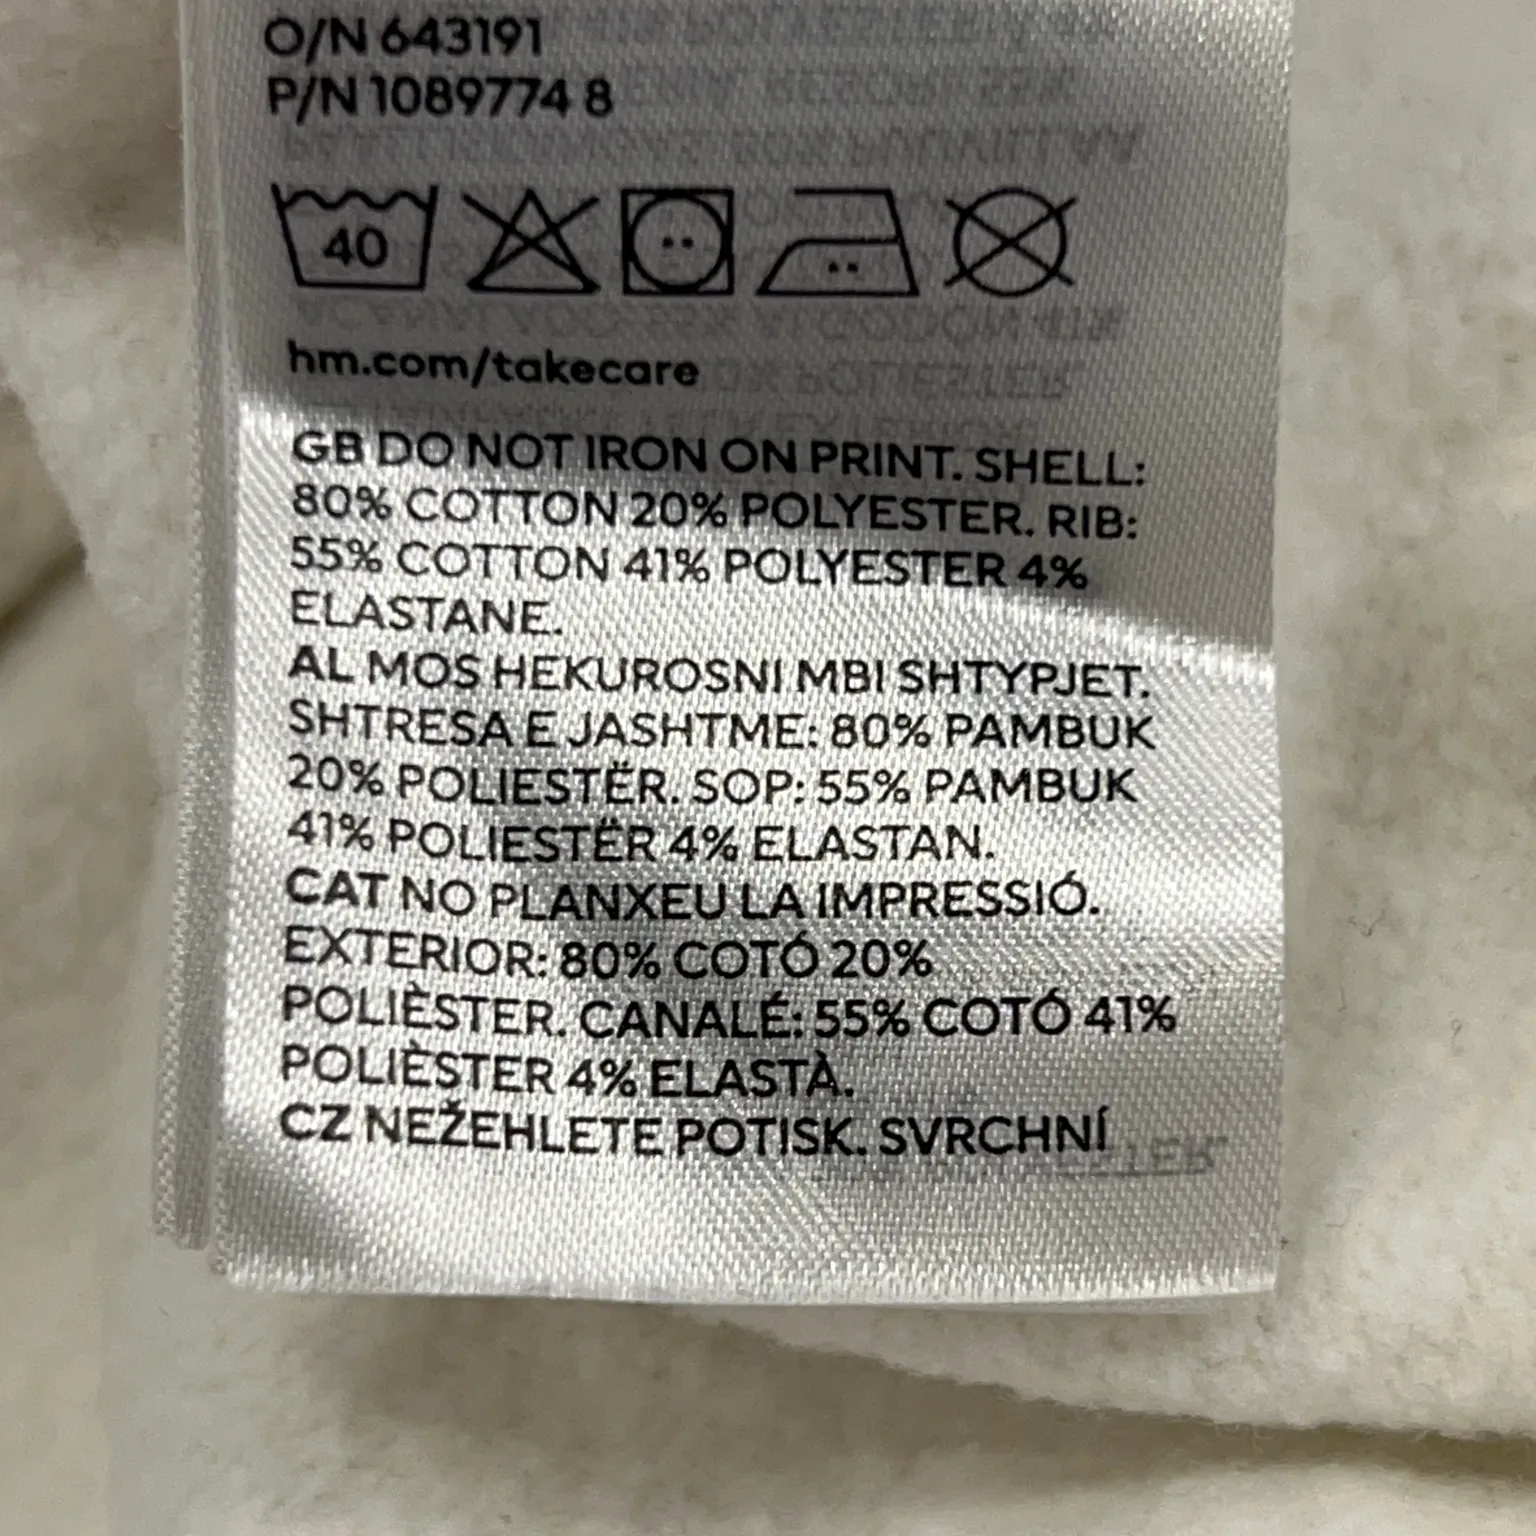 O/N 643191
P/N 1089774 8
40
hm.com/takecare
GB DO NOT IRON ON PRINT. SHELL:
80% COTTON 20% POLYESTER. RIB:
55% COTTON 41% POLYESTER 4%
ELASTANE.
AL MOS HEKUROSNI MBI SHTYPJET.
SHTRESA E JASHTME: 80% PAMBUK
20% POLIESTËR. SOP: 55% PAMBUK
41% POLIESTËR 4% ELASTAN.
CAT NO PLANXEU LA IMPRESSIÓ.
EXTERIOR: 80% COTÓ 20%
POLIÈSTER. CANALÉ: 55% COTÓ 41%
POLIÈSTER 4% ELASTÀ.
CZ NEŽEHLETE POTISK. SVRCHNÍ